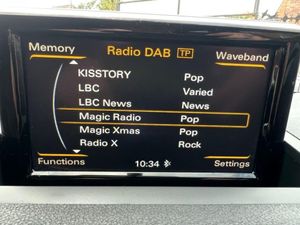 Memory Radio DAB TP Waveband
KISSTORY Pop
LBC Varied
LBC News News
Magic Radio Pop
Magic Xmas Pop
Radio X Rock
Functions 10:34 Settings